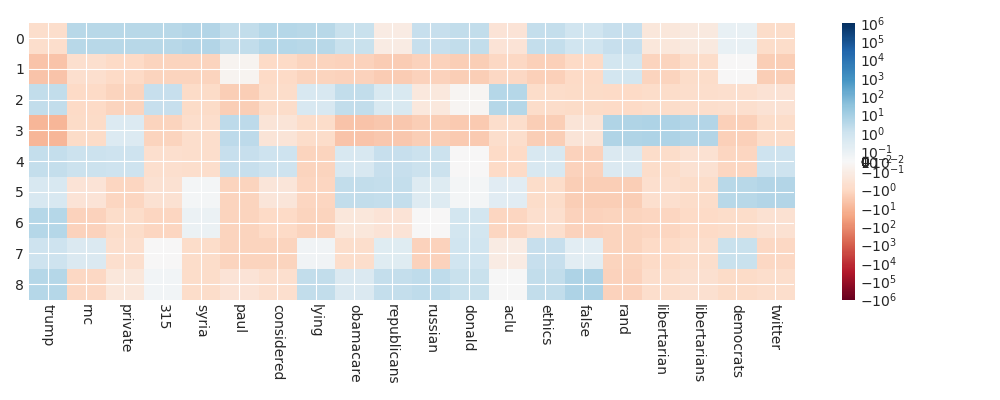 0
1
2
3
4
5
6
7
8
trump
rnc
private
315
syria
paul
considered
lying
obamacare
republicans
russian
donald
aclu
ethics
false
rand
libertarian
libertarians
democrats
twitter
10^6
10^5
10^4
10^3
10^2
10^1
10^0
10^-1
-10^-1
-10^0
-10^1
-10^2
-10^3
-10^4
-10^5
-10^6